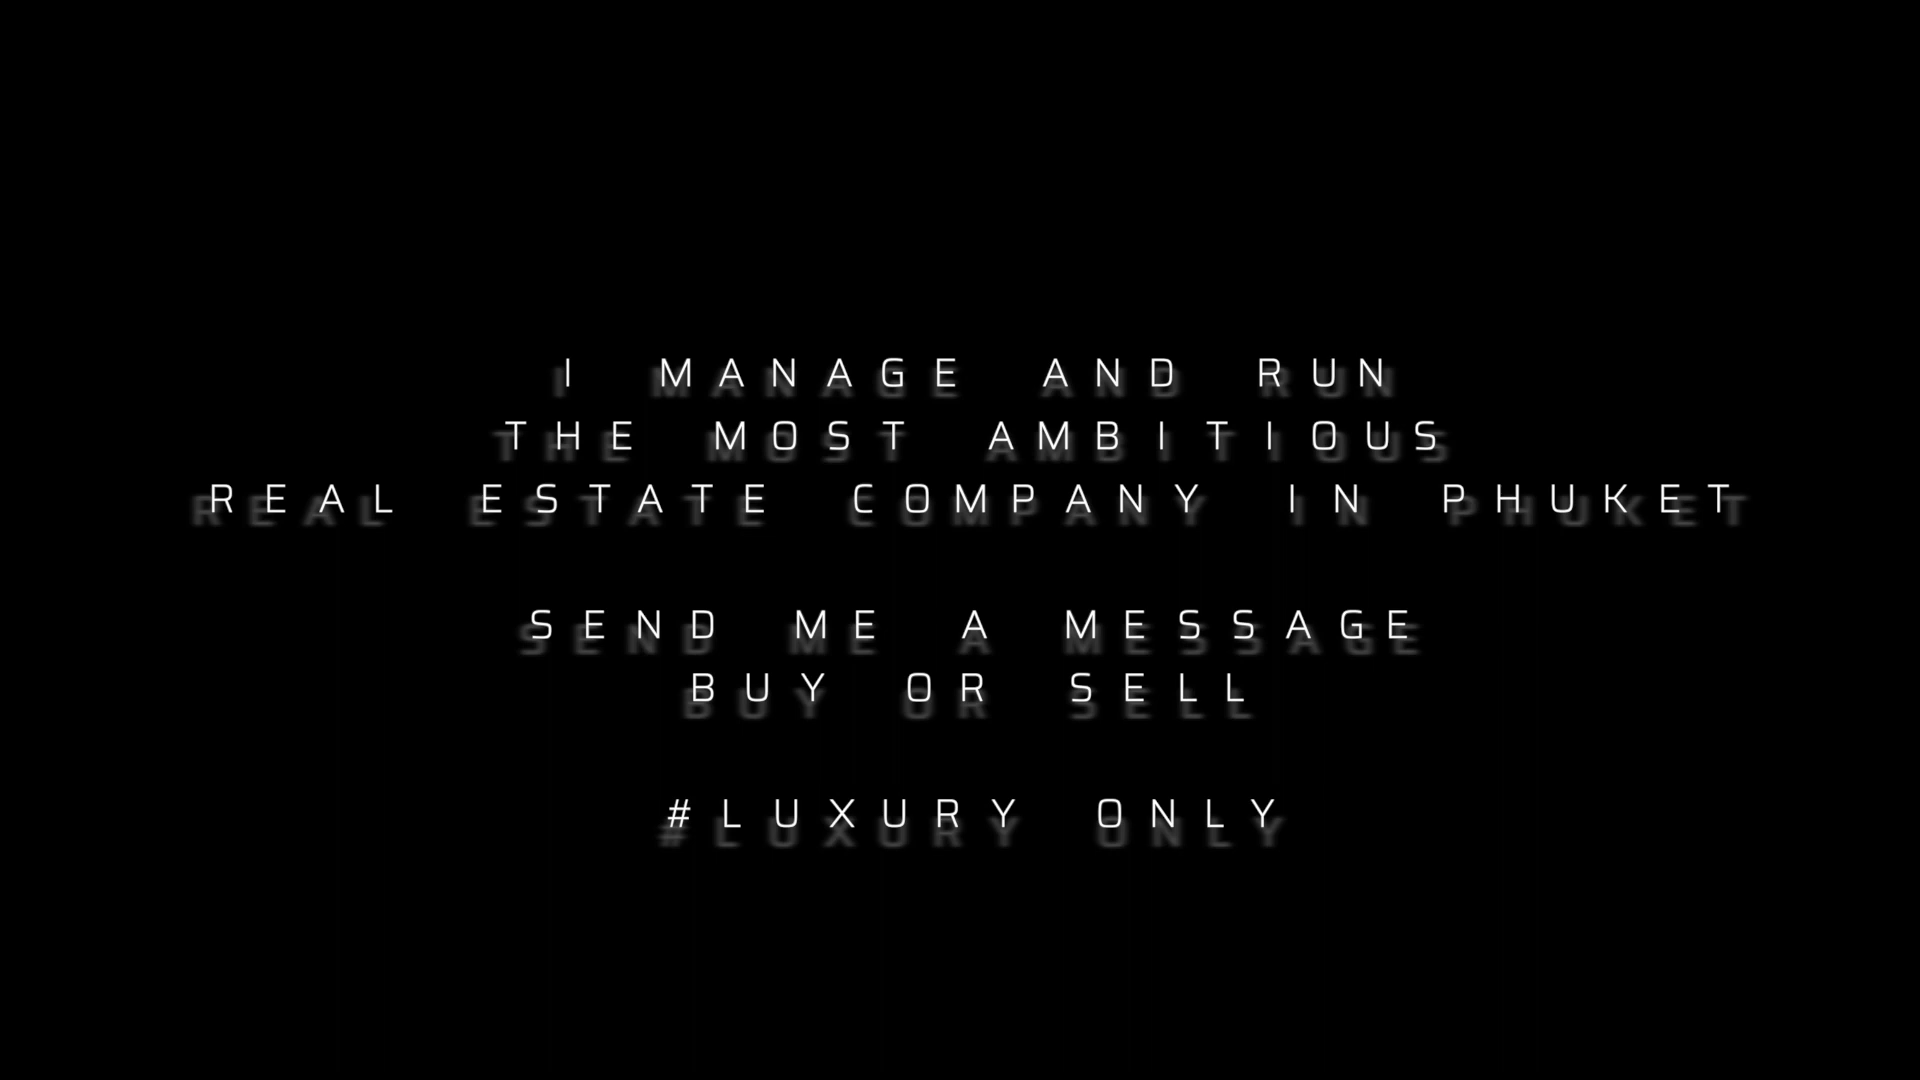 I MANAGE AND RUN
THE MOST AMBITIOUS
REAL ESTATE COMPANY IN PHUKET
SEND ME A MESSAGE
BUY OR SELL
#LUXURY ONLY